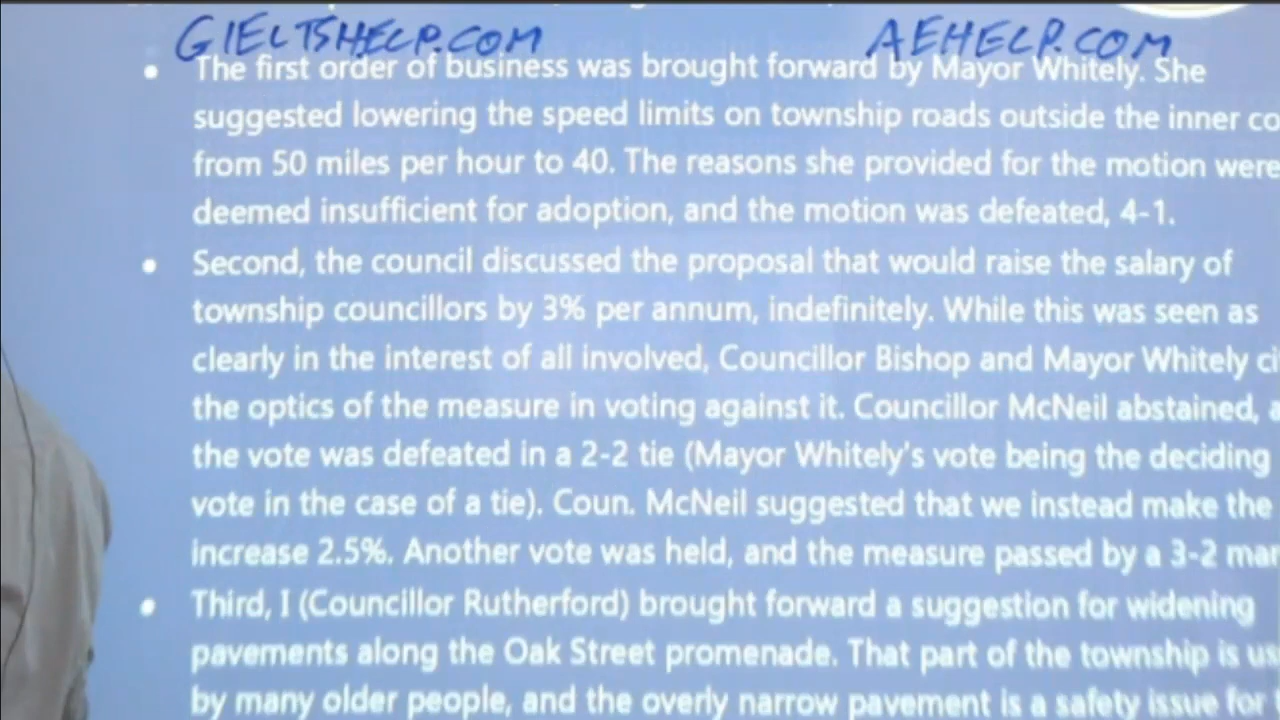 GIELTSHELP.COM AEHELP.COM
• The first order of business was brought forward by Mayor Whitely. She
suggested lowering the speed limits on township roads outside the inner
from 50 miles per hour to 40. The reasons she provided for the motion were
deemed insufficient for adoption, and the motion was defeated, 4-1.
• Second, the council discussed the proposal that would raise the salary of
township councillors by 3% per annum, indefinitely. While this was seen as
clearly in the interest of all involved, Councillor Bishop and Mayor Whitely
the optics of the measure in voting against it. Councillor McNeil abstained,
the vote was defeated in a 2-2 tie (Mayor Whitely's vote being the deciding
vote in the case of a tie). Coun. McNeil suggested that we instead make the
increase 2.5%. Another vote was held, and the measure passed by a 3-2
• Third, I (Councillor Rutherford) brought forward a suggestion for widening
pavements along the Oak Street promenade. That part of the township is
by many older people, and the overly narrow pavement is a safety issue for